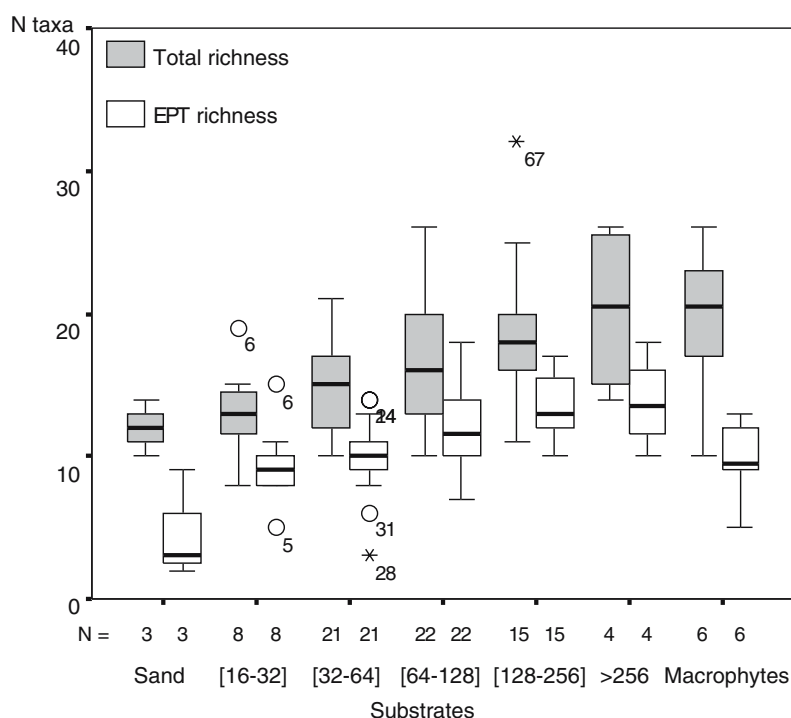 N taxa
40
Total richness
EPT richness
67
30
20
6
6
10
31
5
28
0
N = 3 3 8 8 21 21 22 22 15 15 4 4 6 6
Sand [16-32] [32-64] [64-128] [128-256] >256 Macrophytes
Substrates